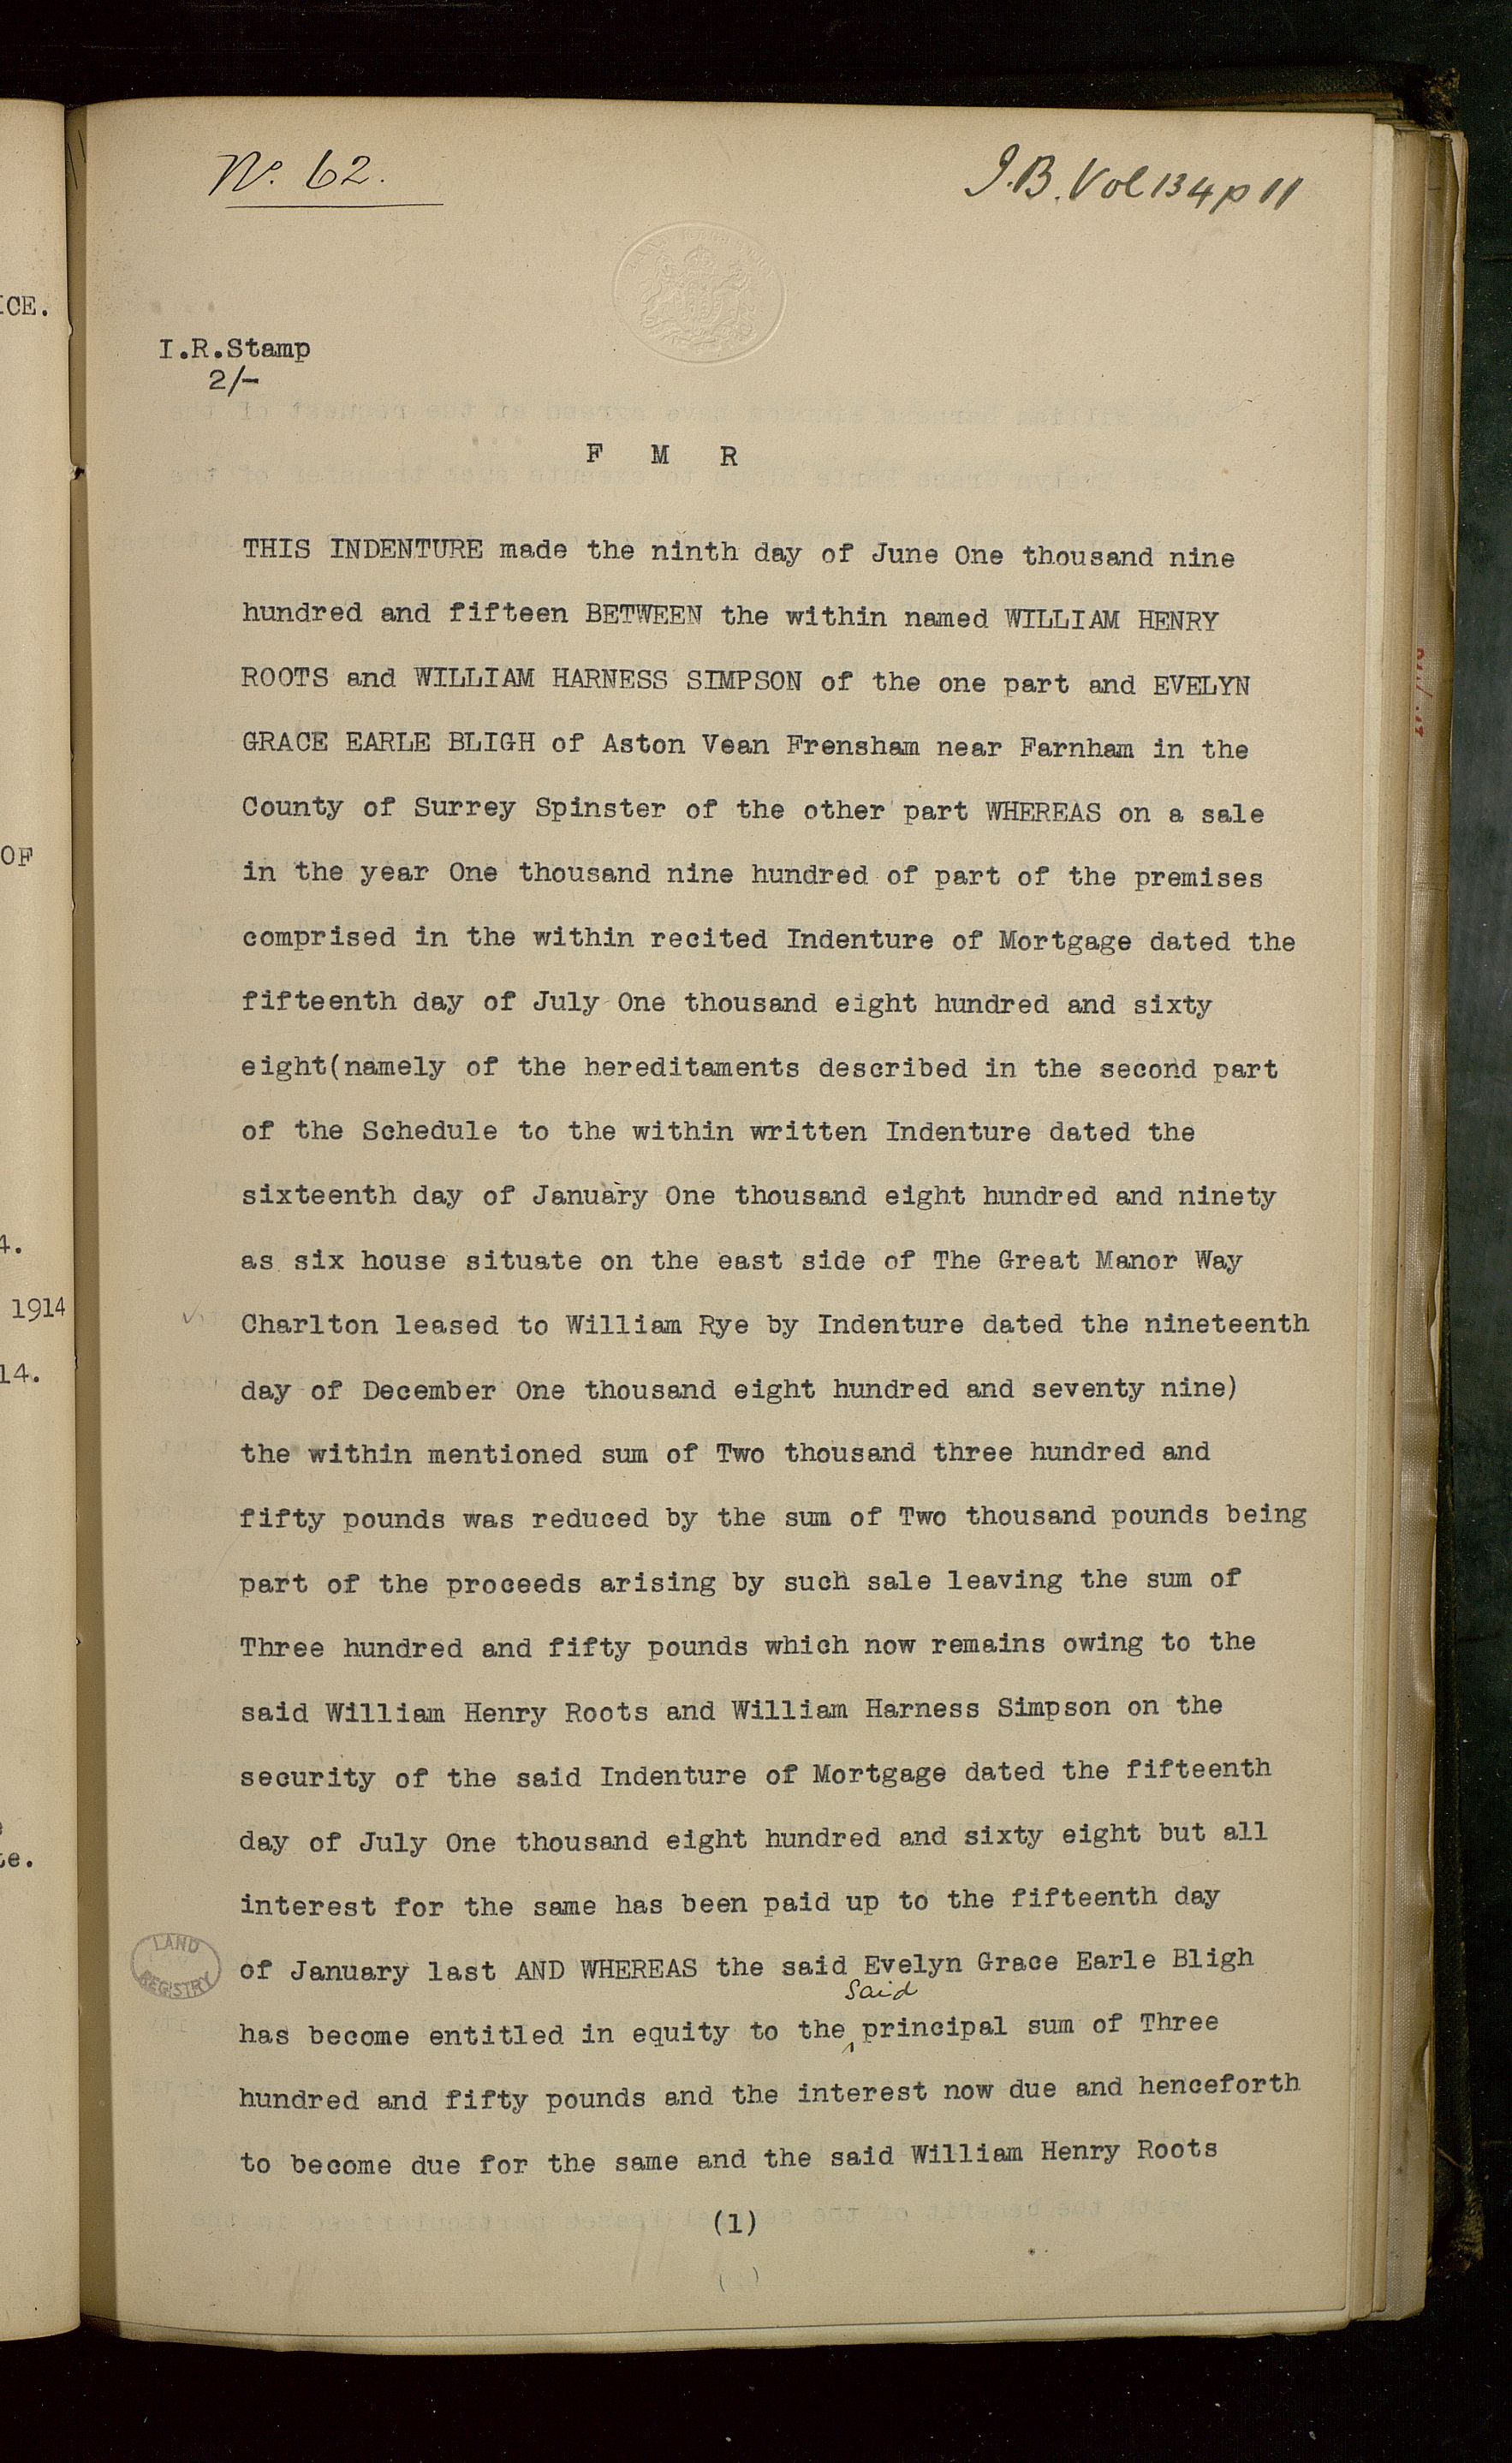 No. 62.
I.B. Vol 134 p 11
I.R.Stamp
2/-
F M R
THIS INDENTURE made the ninth day of June One thousand nine
hundred and fifteen BETWEEN the within named WILLIAM HENRY
ROOTS and WILLIAM HARNESS SIMPSON of the one part and EVELYN
GRACE EARLE BLIGH of Aston Vean Frensham near Farnham in the
County of Surrey Spinster of the other part WHEREAS on a sale
in the year One thousand nine hundred of part of the premises
comprised in the within recited Indenture of Mortgage dated the
fifteenth day of July One thousand eight hundred and sixty
eight(namely of the hereditaments described in the second part
of the Schedule to the within written Indenture dated the
sixteenth day of January One thousand eight hundred and ninety
as six house situate on the east side of The Great Manor Way
Charlton leased to William Rye by Indenture dated the nineteenth
day of December One thousand eight hundred and seventy nine)
the within mentioned sum of Two thousand three hundred and
fifty pounds was reduced by the sum of Two thousand pounds being
part of the proceeds arising by such sale leaving the sum of
Three hundred and fifty pounds which now remains owing to the
said William Henry Roots and William Harness Simpson on the
security of the said Indenture of Mortgage dated the fifteenth
day of July One thousand eight hundred and sixty eight but all
interest for the same has been paid up to the fifteenth day
of January last AND WHEREAS the said Evelyn Grace Earle Bligh
said
has become entitled in equity to the principal sum of Three
hundred and fifty pounds and the interest now due and henceforth
to become due for the same and the said William Henry Roots
(1)
LAND
REGISTRY
OF
4.
1914
14.